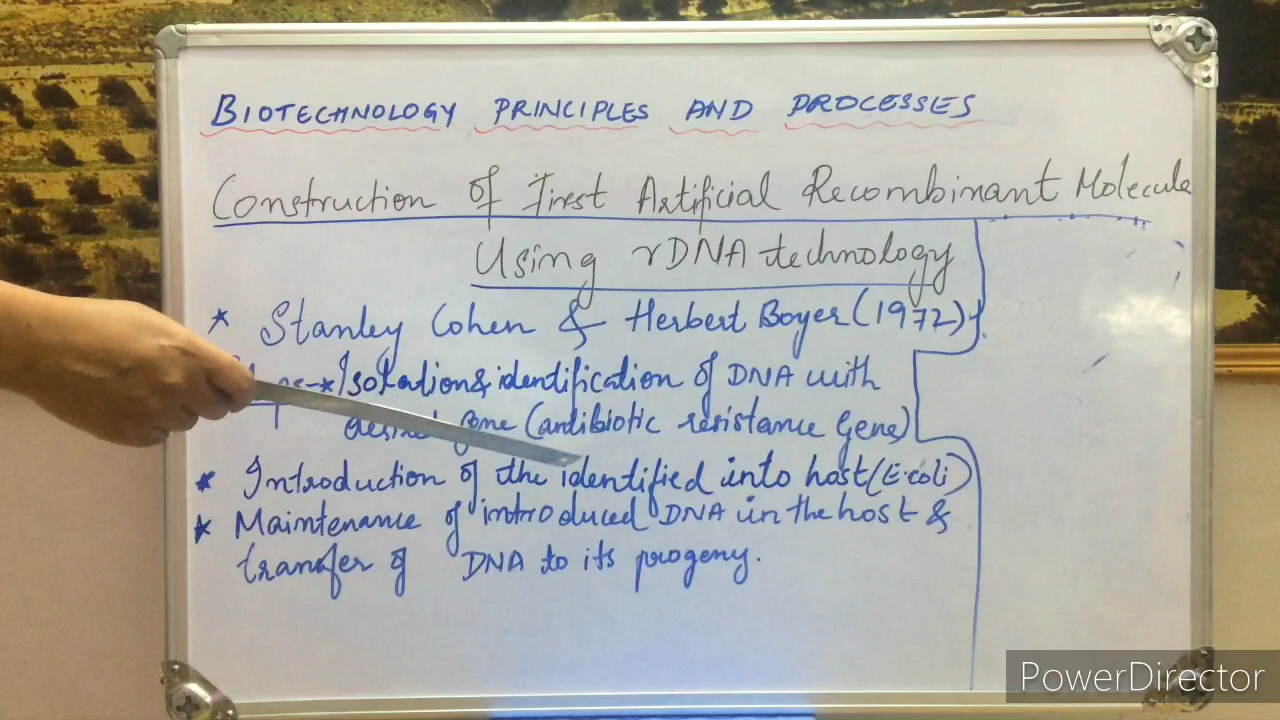 BIOTECHNOLOGY PRINCIPLES AND PROCESSES
Construction of First Artificial Recombinant Molecule
Using rDNA technology
* Stanley Cohen & Herbert Boyer (1972)
* Isolation & identification of DNA with
gene (antibiotic resistance Gene)
* Introduction of the identified into host (E.coli)
* Maintenance of introduced DNA in the host &
transfer of DNA to its progeny.
PowerDirector